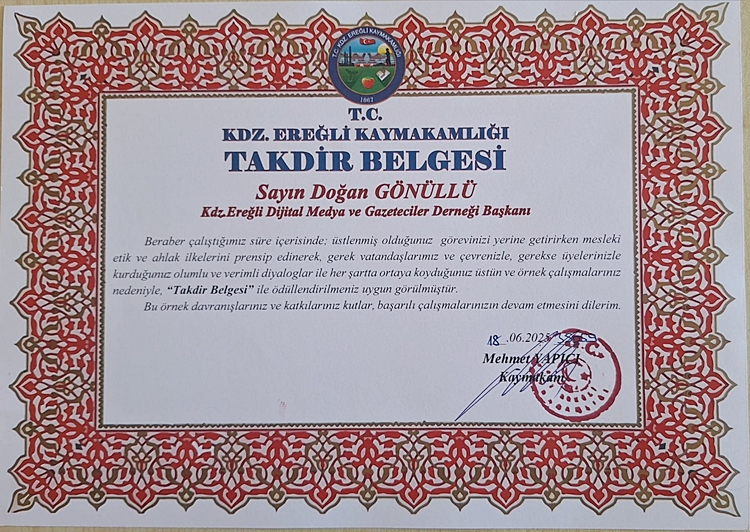 T.C. KDZ. EREĞLİ KAYMAKAMLIĞI
1867
T.C.
KDZ. EREĞLİ KAYMAKAMLIĞI
TAKDİR BELGESİ
Sayın Doğan GÖNÜLLÜ
Kdz.Ereğli Dijital Medya ve Gazeteciler Derneği Başkanı
Beraber çalıştığımız süre içerisinde; üstlenmiş olduğunuz görevinizi yerine getirirken mesleki
etik ve ahlak ilkelerini prensip edinerek, gerek vatandaşlarımız ve çevrenizle, gerekse üyelerinizle
kurduğunuz olumlu ve verimli diyaloglar ile her şartta ortaya koyduğunuz üstün ve örnek çalışmalarınız
nedeniyle, “Takdir Belgesi” ile ödüllendirilmeniz uygun görülmüştür.
Bu örnek davranışlarınız ve katkılarınız kutlar, başarılı çalışmalarınızın devam etmesini dilerim.
18 .06.2025
Mehmet YAPICI
Kaymakam